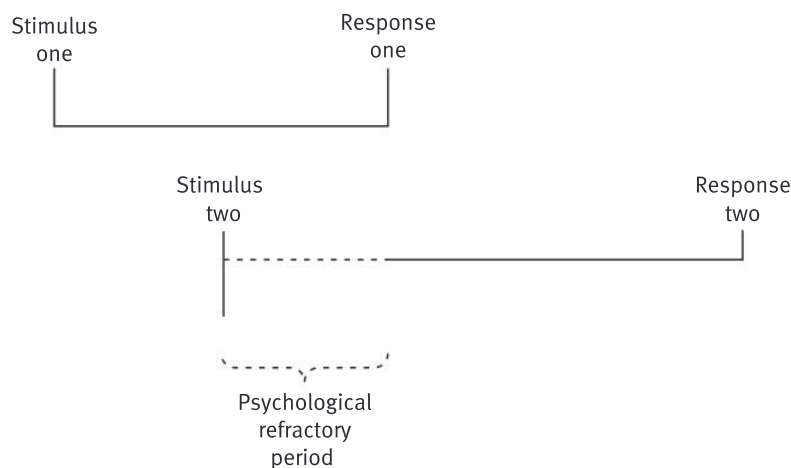 Stimulus
one
Response
one
Stimulus
two
Response
two
Psychological
refractory
period